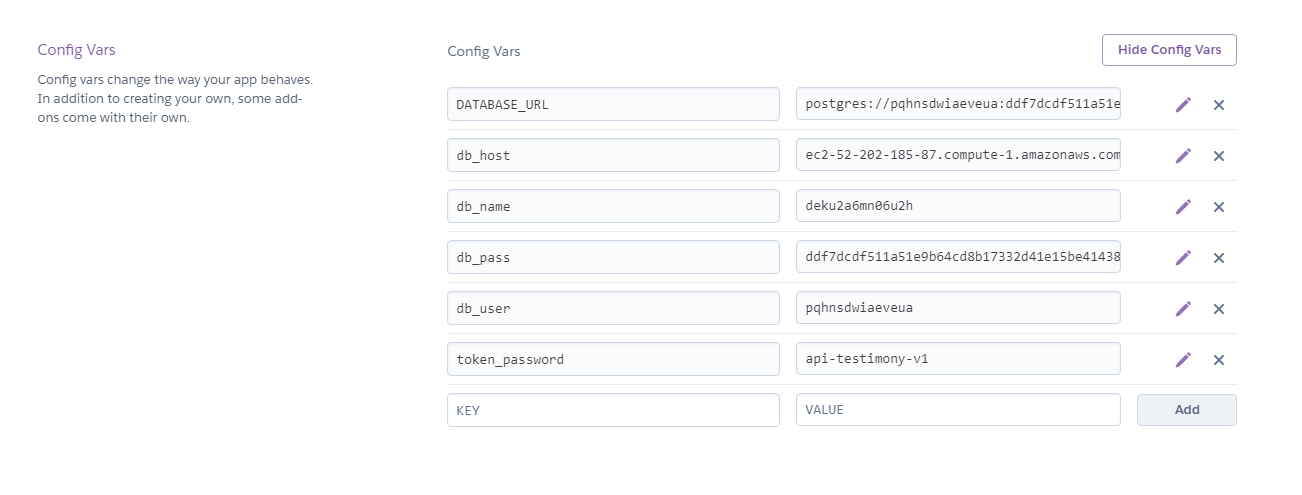 Config Vars
Config vars change the way your app behaves.
In addition to creating your own, some add-
ons come with their own.
Config Vars
Hide Config Vars
DATABASE_URL
postgres://pqhnsdwiaeveua:ddf7dcdf511a51e
db_host
ec2-52-202-185-87.compute-1.amazonaws.com
db_name
deku2a6mn06u2h
db_pass
ddf7dcdf511a51e9b64cd8b17332d41e15be41438
db_user
pqhnsdwiaeveua
token_password
api-testimony-v1
KEY
VALUE
Add